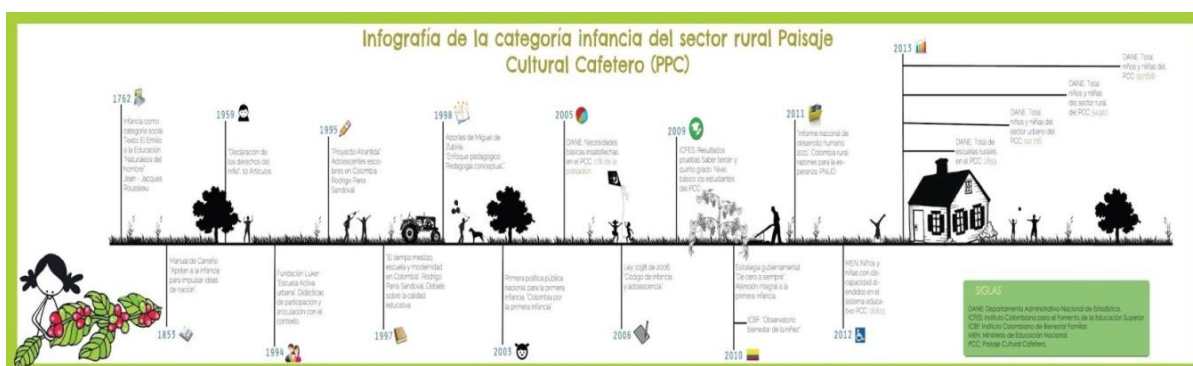 Infografía de la categoría infancia del sector rural Paisaje
Cultural Cafetero (PPC)
1762
Infancia como
categoría social.
Texto: El Emilio
o la Educación
"Naturaleza del
hombre"
Jean - Jacques
Rousseau
1853
Manual de Carreño
"Apelan a la infancia
para impulsar ideas
de nación"
1959
"Declaración de
los derechos del
niño". 10 Artículos
1994
Fundación Luker
"Escuela Activa
urbana". Didácticas
de participación y
articulación con el
contexto
1995
"Proyecto Atlántida"
Adolescentes esco-
lares en Colombia.
Rodrigo Parra
Sandoval
1997
"El tiempo mestizo,
escuela y modernidad
en Colombia". Rodrigo
Parra Sandoval. Debate
sobre la calidad
educativa
1998
Aportes de Miguel de
Zubiría
"Enfoque pedagógico
Pedagogía conceptual"
2003
Primera política pública
nacional para la primera
infancia "Colombia por
la primera infancia"
2005
DANE. Necesidades
básicas insatisfechas
en el PCC:
de la
población
2006
Ley 1098 de 2006
"Código de infancia
y adolescencia"
2009
ICFES. Resultados
pruebas Saber tercer y
quinto grado. Nivel
básico los estudiantes
del PCC
2010
Estrategia gubernamental
"De cero a siempre".
Atención integral a la
primera infancia.
ICBF. "Observatorio
bienestar de la niñez"
2011
"Informe nacional de
desarrollo humano
2011". Colombia rural,
razones para la es-
peranza: PNUD
2012
MEN. Niños y
niñas con dis-
capacidad at-
endidos en el
sistema educa-
tivo PCC:
2013
DANE. Total
niños y niñas del
PCC:
DANE. Total
niños y niñas
del sector rural
del PCC:
DANE. Total
niños y niñas del
sector urbano del
PCC:
DANE. Total de
escuelas rurales
en el PCC:
SIGLAS
DANE: Departamento Administrativo Nacional de Estadística.
ICFES: Instituto Colombiano para el Fomento de la Educación Superior.
ICBF: Instituto Colombiano de Bienestar Familiar.
MEN: Ministerio de Educación Nacional.
PCC: Paisaje Cultural Cafetero.